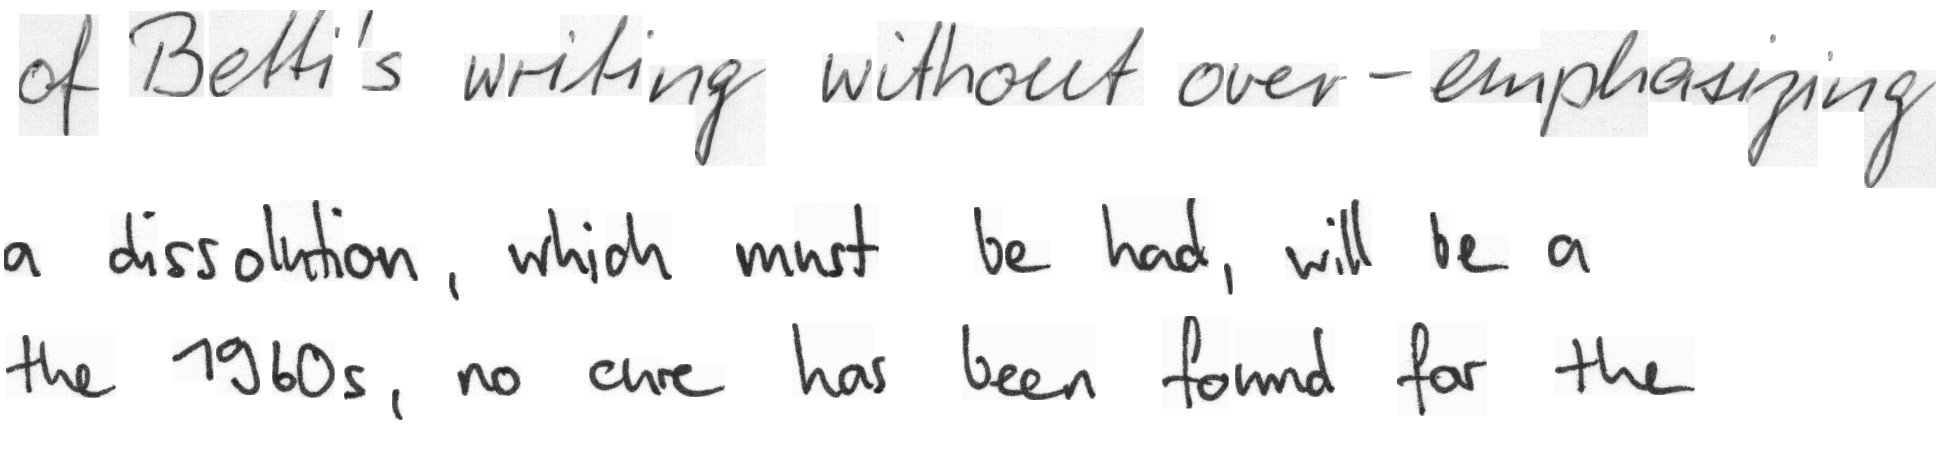 of Betti's writing without over-emphasizing
a dissolution, which must be had, will be a
the 1960s, no cure has been found for the